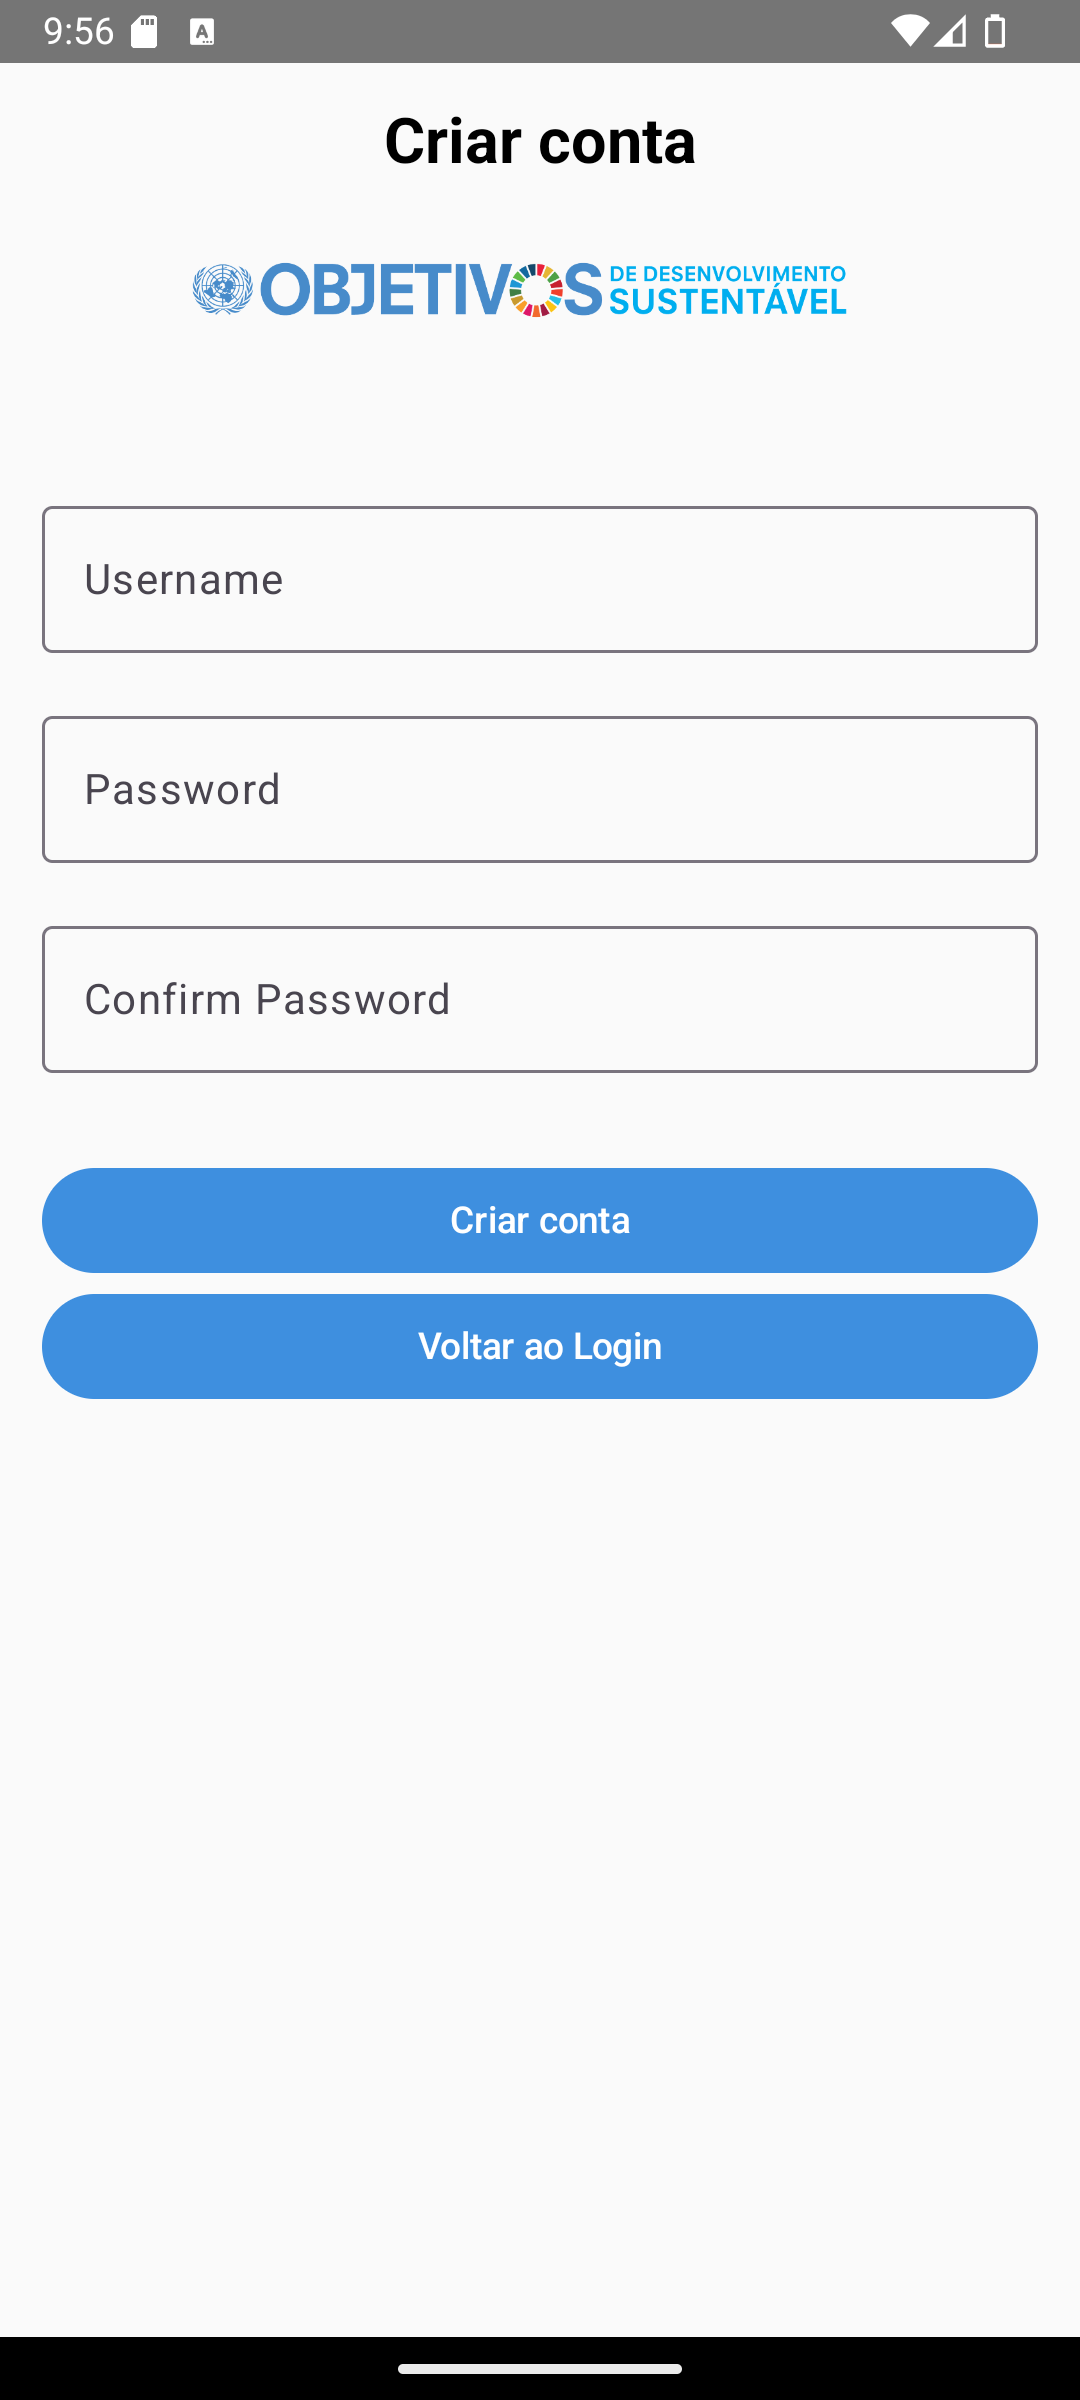 9:56
Criar conta
OBJETIVOS DE DESENVOLVIMENTO
SUSTENTÁVEL
Username
Password
Confirm Password
Criar conta
Voltar ao Login